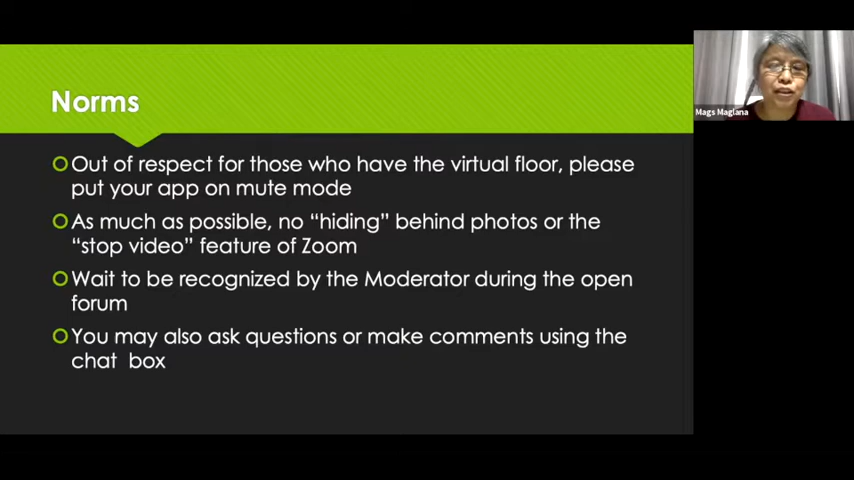 Norms
Out of respect for those who have the virtual floor, please
put your app on mute mode
As much as possible, no “hiding” behind photos or the
“stop video” feature of Zoom
Wait to be recognized by the Moderator during the open
forum
You may also ask questions or make comments using the
chat box
Mags Maglana